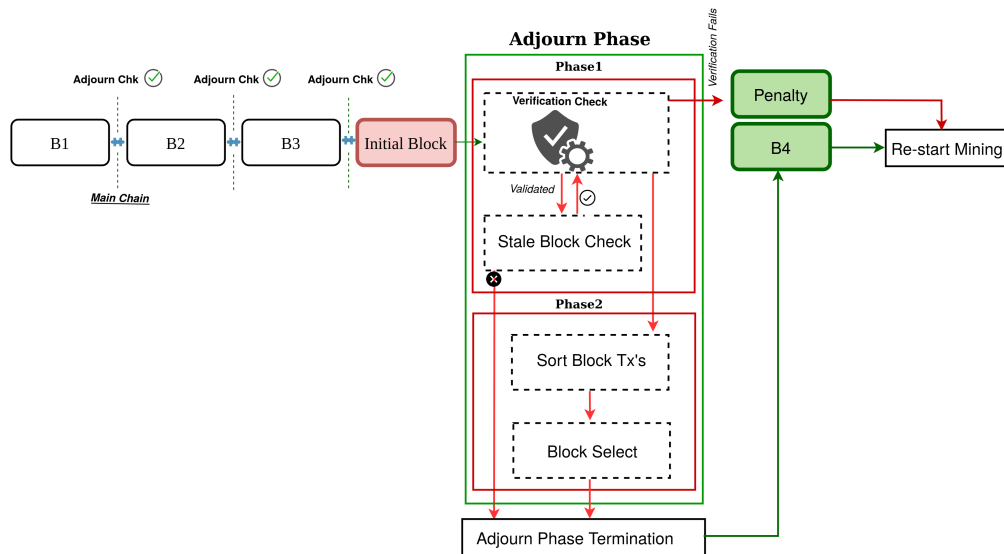 Adjourn Phase
Phase1
Adjourn Chk
Adjourn Chk
Adjourn Chk
B1
B2
B3
Initial Block
Main Chain
Verification Check
Validated
Stale Block Check
Verification Fails
Penalty
B4
Re-start Mining
Phase2
Sort Block Tx's
Block Select
Adjourn Phase Termination